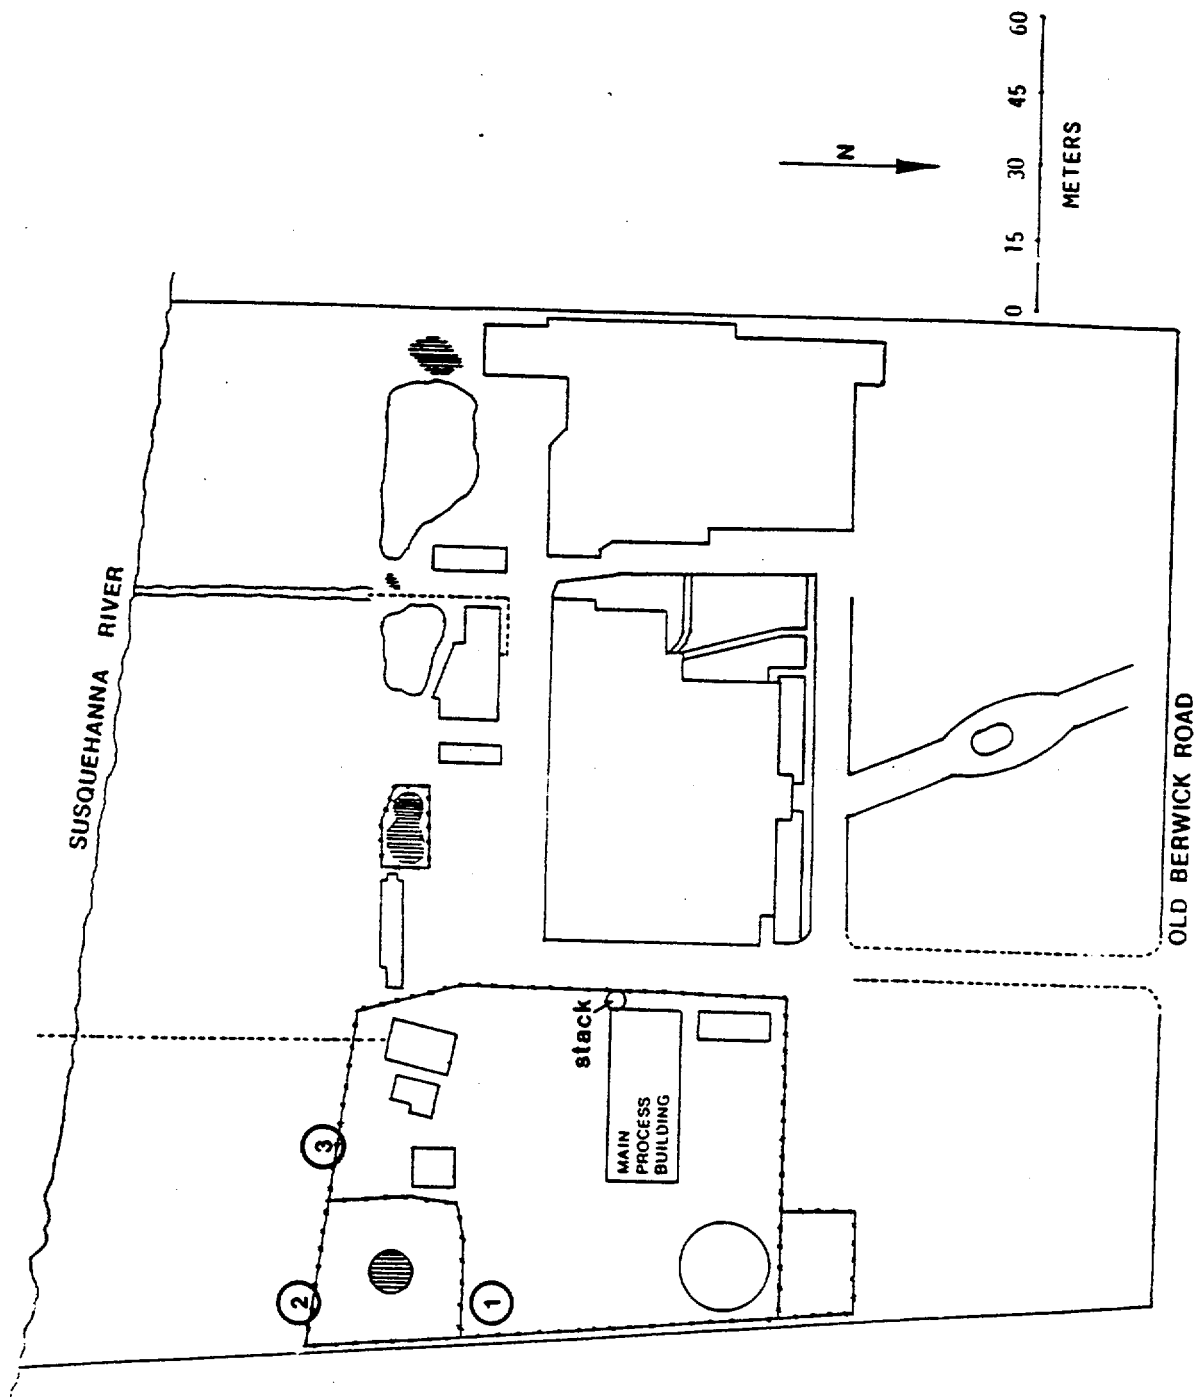 SUSQUEHANNA RIVER
3
2
1
stack
MAIN
PROCESS
BUILDING
OLD BERWICK ROAD
N
0 15 30 45 60
METERS